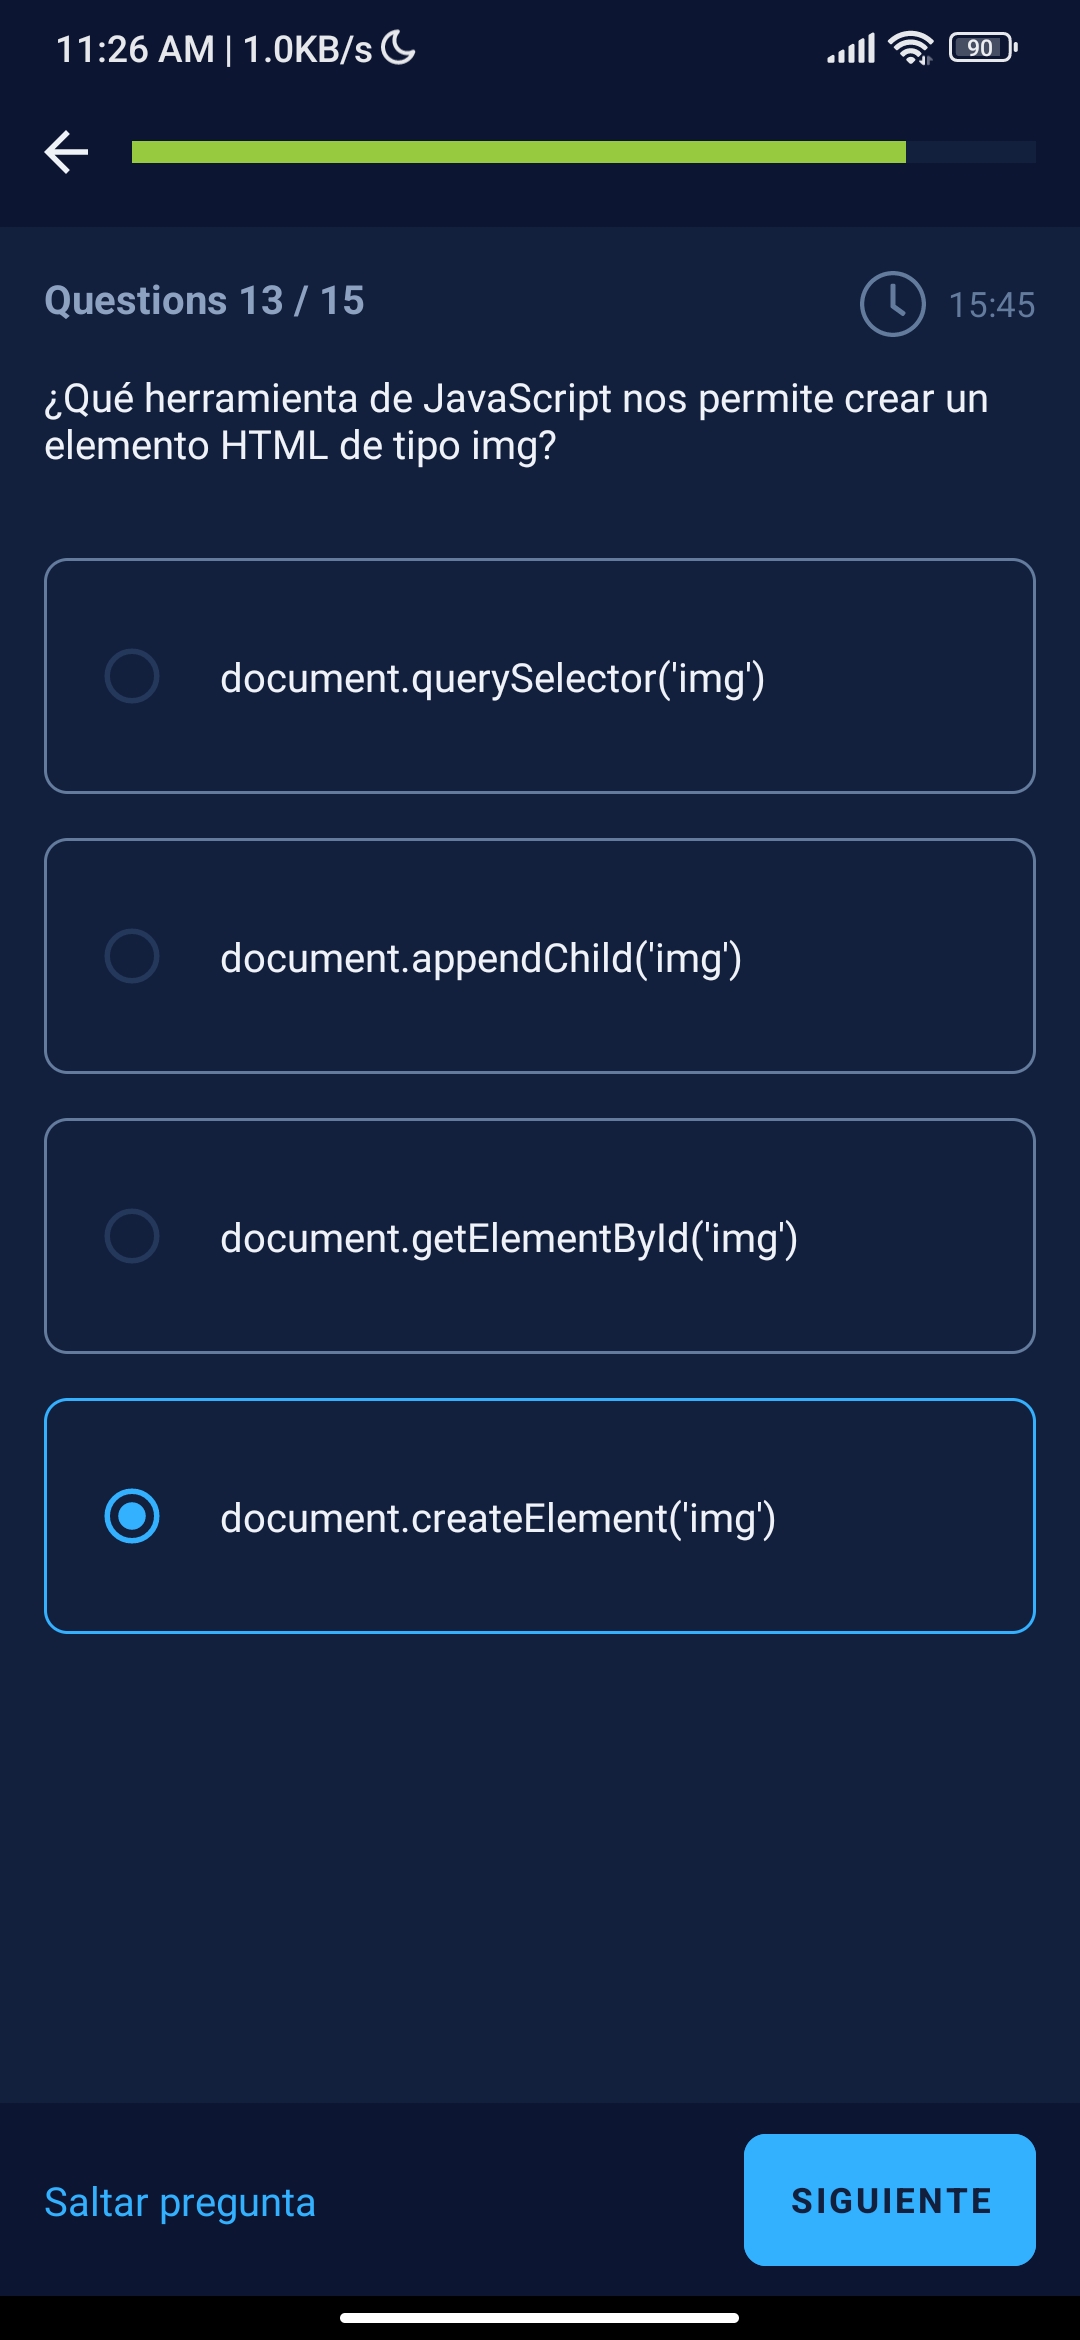 11:26 AM | 1.0KB/s
90
Questions 13 / 15
15:45
¿Qué herramienta de JavaScript nos permite crear un
elemento HTML de tipo img?
document.querySelector('img')
document.appendChild('img')
document.getElementById('img')
document.createElement('img')
Saltar pregunta
SIGUIENTE